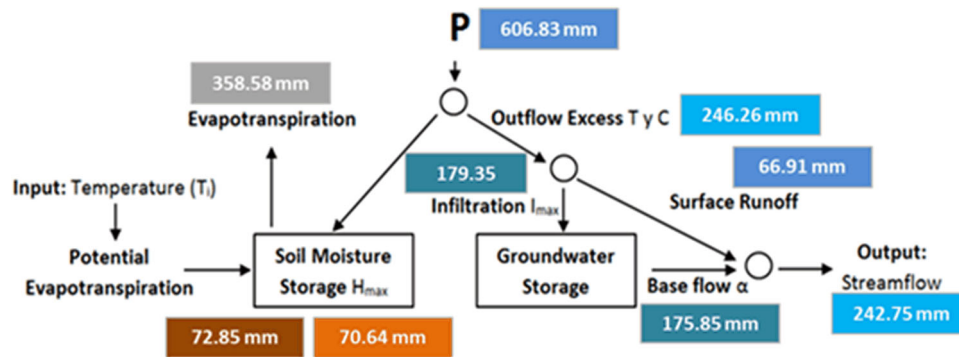 P 606.83 mm
358.58 mm
Evapotranspiration
Outflow Excess T y C 246.26 mm
179.35
Infiltration Imax
66.91 mm
Surface Runoff
Input: Temperature (Ti)
Potential
Evapotranspiration
Soil Moisture
Storage Hmax
Groundwater
Storage
Base flow α
Output:
Streamflow
72.85 mm
70.64 mm
175.85 mm
242.75 mm